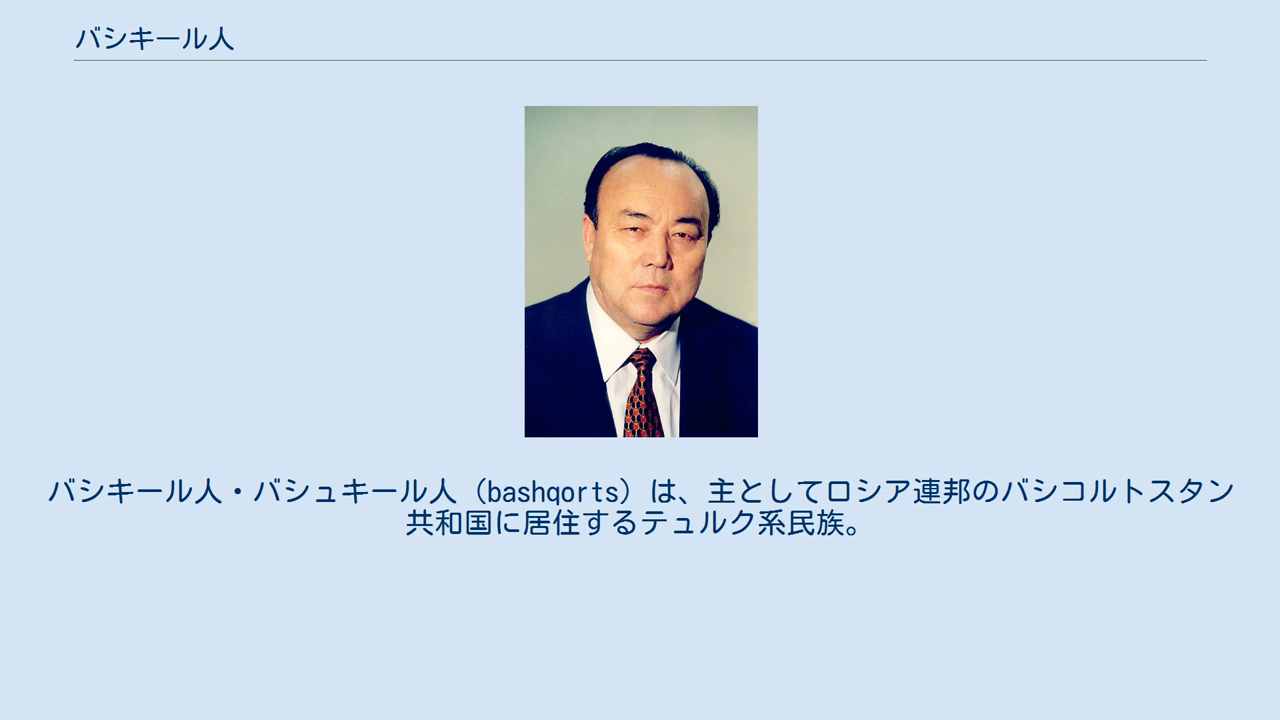 バシキール人
バシキール人・バシュキール人（bashqorts）は、主としてロシア連邦のバシコルトスタン
共和国に居住するテュルク系民族。